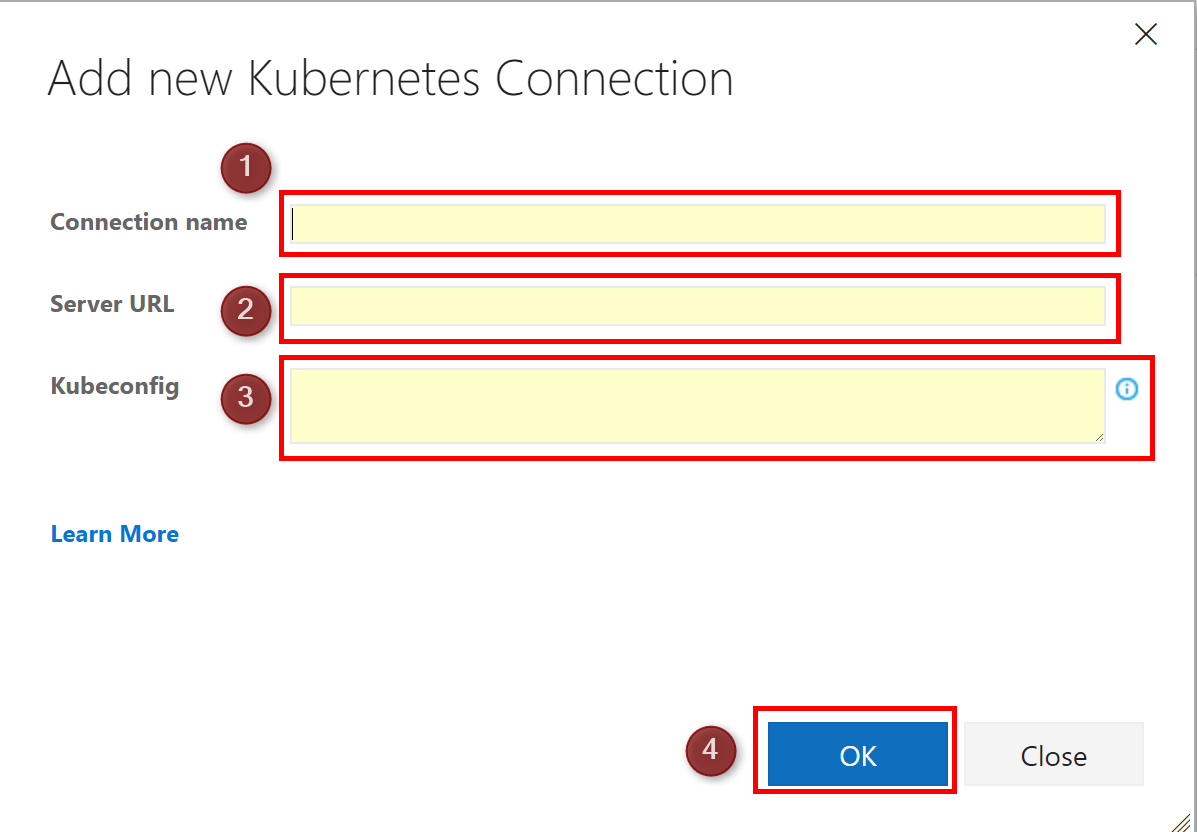 Add new Kubernetes Connection
1
Connection name
Server URL
2
Kubeconfig
3
Learn More
4
OK
Close